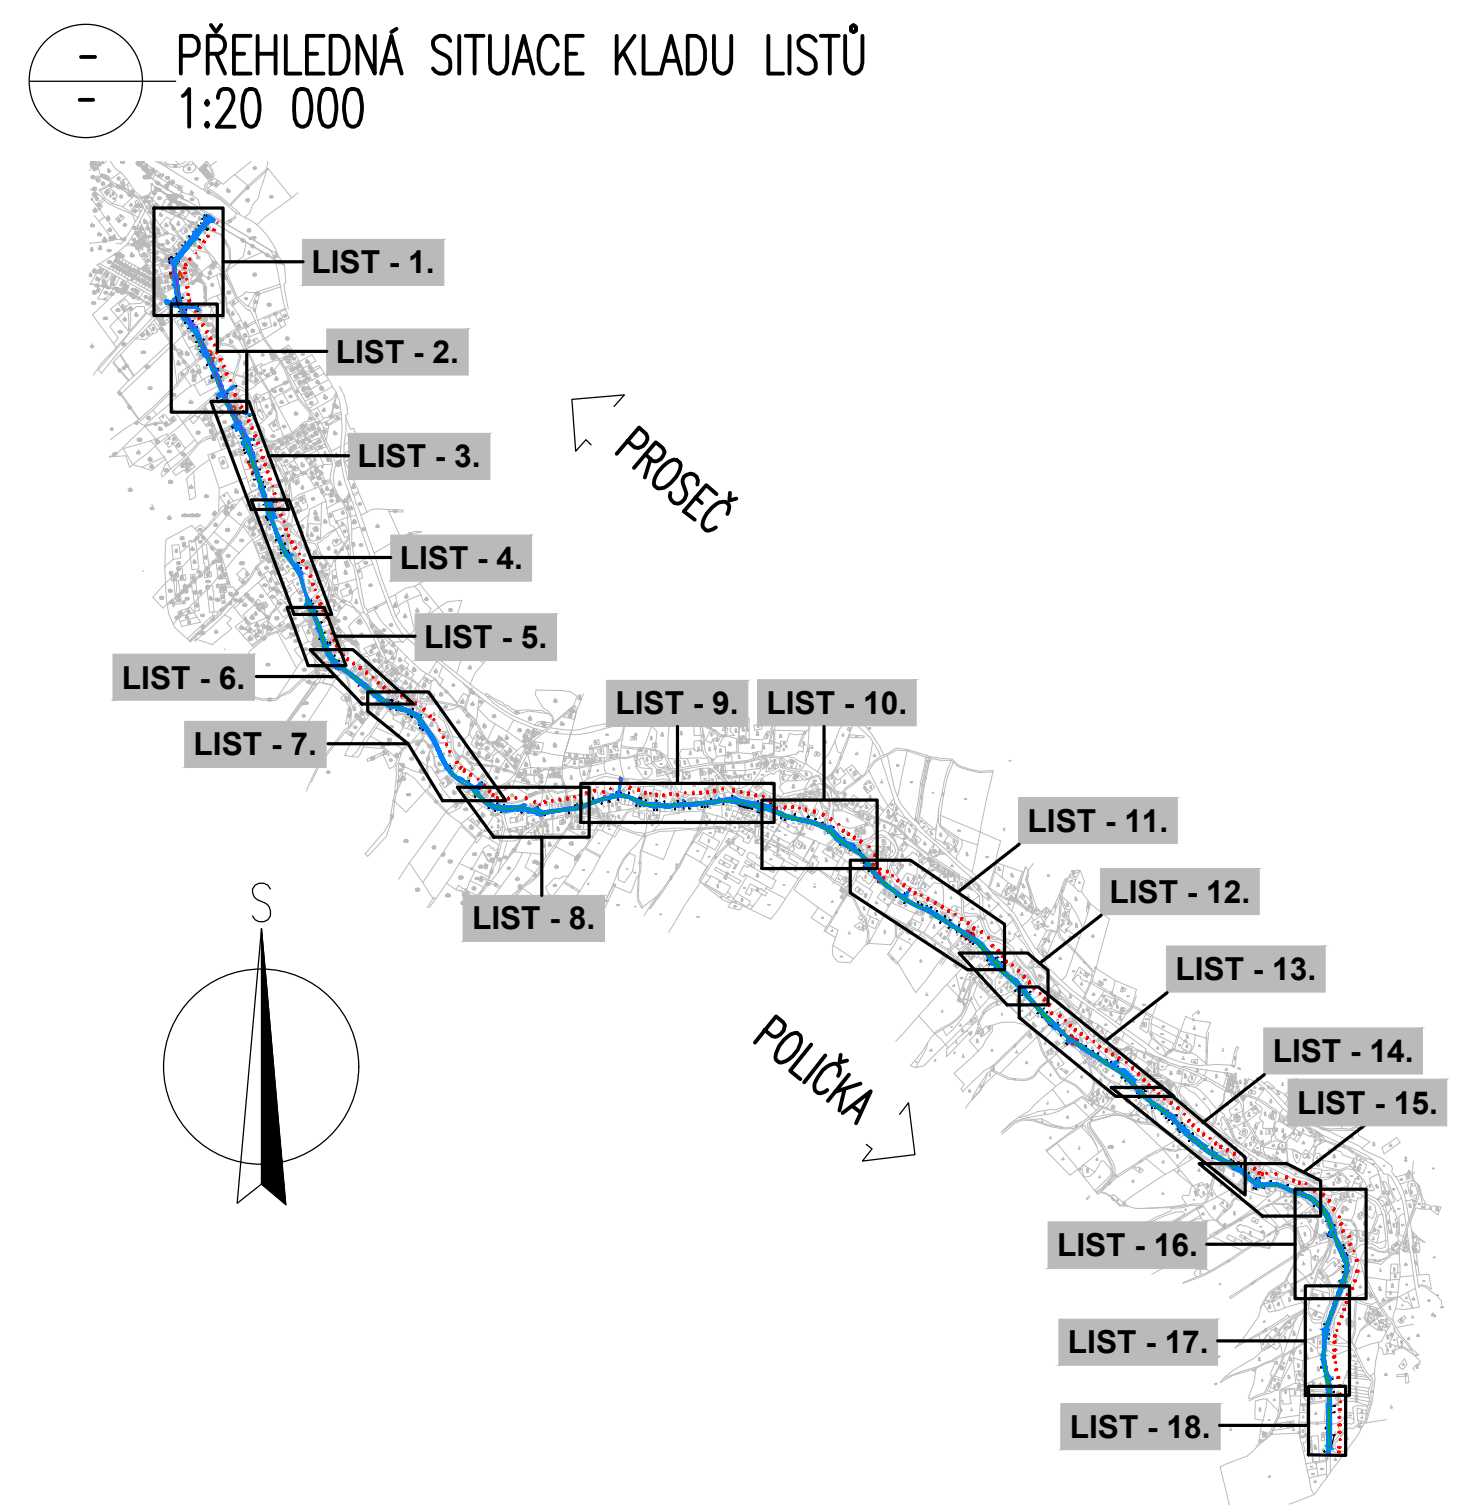 -
-
PŘEHLEDNÁ SITUACE KLADU LISTŮ
1:20 000
LIST - 1.
LIST - 2.
LIST - 3.
PROSEČ
LIST - 4.
LIST - 5.
LIST - 6.
LIST - 7.
LIST - 8.
LIST - 9.
LIST - 10.
LIST - 11.
LIST - 12.
S
LIST - 13.
POLIČKA
LIST - 14.
LIST - 15.
LIST - 16.
LIST - 17.
LIST - 18.